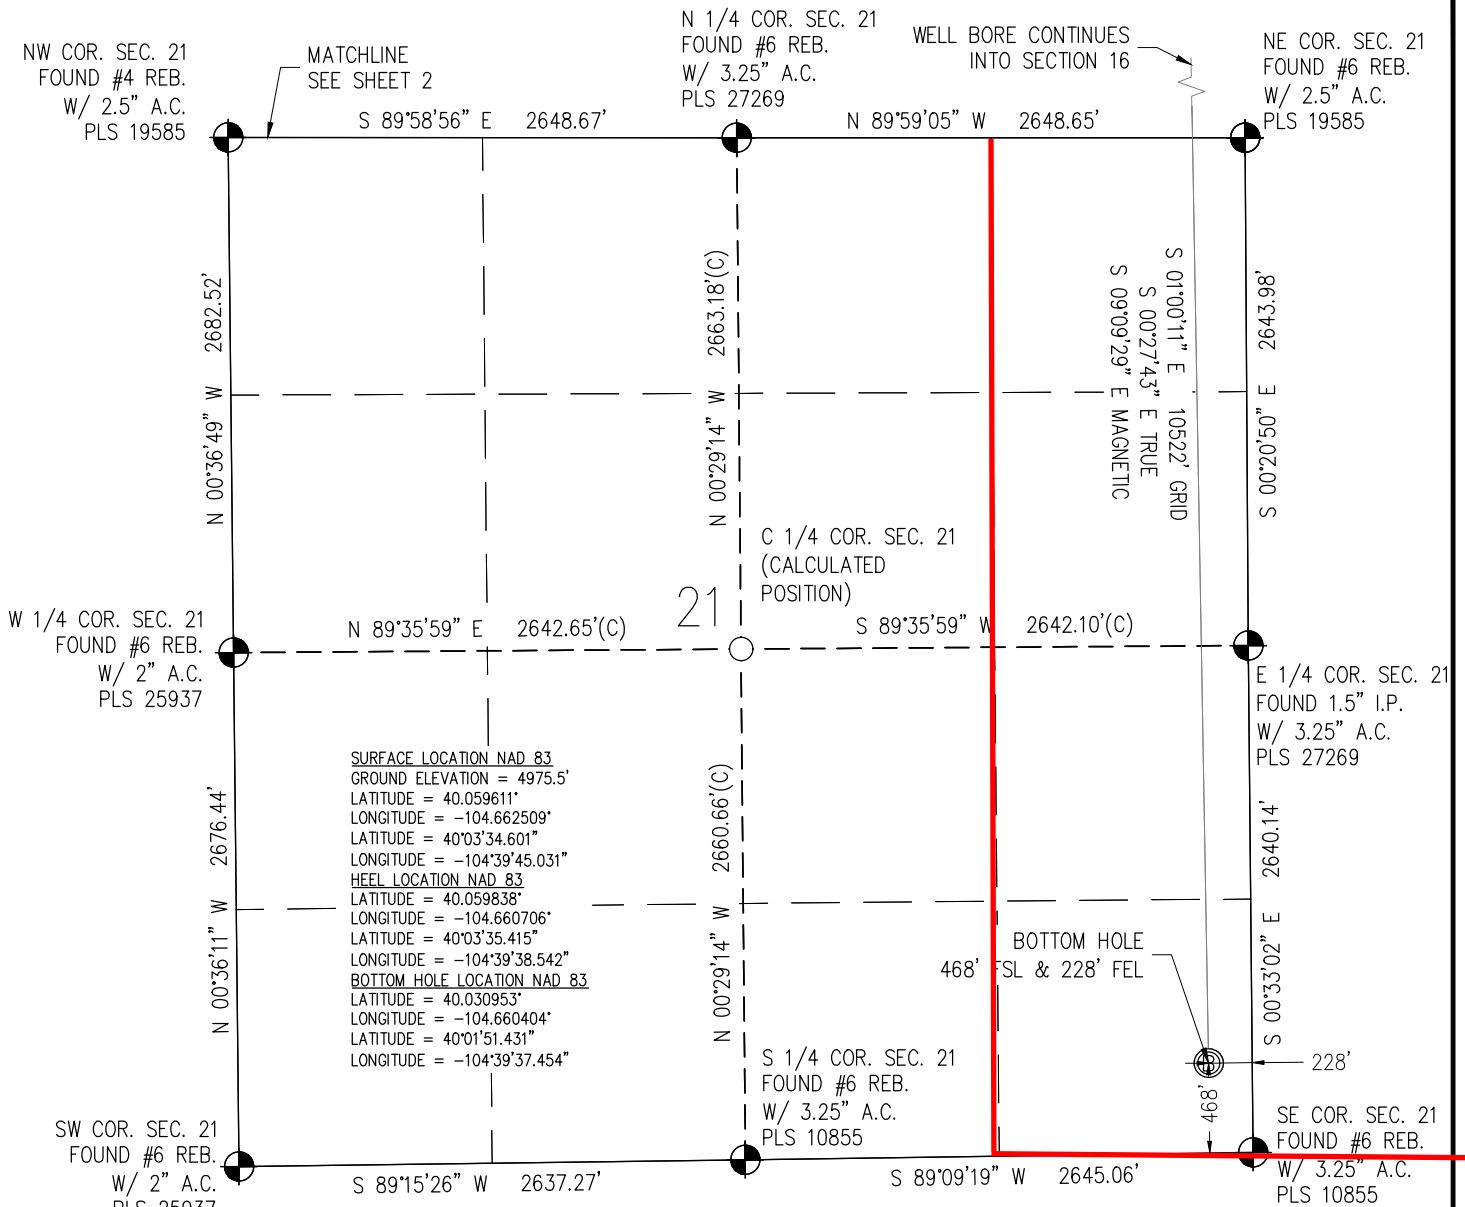 NW COR. SEC. 21
FOUND #4 REB.
W/ 2.5" A.C.
PLS 19585
MATCHLINE
SEE SHEET 2
N 1/4 COR. SEC. 21
FOUND #6 REB.
W/ 3.25" A.C.
PLS 27269
WELL BORE CONTINUES
INTO SECTION 16
NE COR. SEC. 21
FOUND #6 REB.
W/ 2.5" A.C.
PLS 19585
S 89°58'56" E 2648.67'
N 89°59'05" W 2648.65'
N 00°36'49" W 2682.52'
N 00°29'14" W 2663.18'(C)
S 01°00'11" E 10522' GRID
S 00°27'43" E TRUE
S 09°09'29" E MAGNETIC
S 00°20'50" E 2643.98'
C 1/4 COR. SEC. 21
(CALCULATED
POSITION)
21
W 1/4 COR. SEC. 21
FOUND #6 REB.
W/ 2" A.C.
PLS 25937
N 89°35'59" E 2642.65'(C)
S 89°35'59" W 2642.10'(C)
E 1/4 COR. SEC. 21
FOUND 1.5" I.P.
W/ 3.25" A.C.
PLS 27269
SURFACE LOCATION NAD 83
GROUND ELEVATION = 4975.5'
LATITUDE = 40.059611°
LONGITUDE = -104.662509°
LATITUDE = 40°03'34.601"
LONGITUDE = -104°39'45.031"
HEEL LOCATION NAD 83
LATITUDE = 40.059838°
LONGITUDE = -104.660706°
LATITUDE = 40°03'35.415"
LONGITUDE = -104°39'38.542"
BOTTOM HOLE LOCATION NAD 83
LATITUDE = 40.030953°
LONGITUDE = -104.660404°
LATITUDE = 40°01'51.431"
LONGITUDE = -104°39'37.454"
N 00°36'11" W 2676.44'
N 00°29'14" W 2660.66'(C)
S 00°33'02" E 2640.14'
BOTTOM HOLE
468' FSL & 228' FEL
228'
468'
S 1/4 COR. SEC. 21
FOUND #6 REB.
W/ 3.25" A.C.
PLS 10855
SW COR. SEC. 21
FOUND #6 REB.
W/ 2" A.C.
PLS 25937
SE COR. SEC. 21
FOUND #6 REB.
W/ 3.25" A.C.
PLS 10855
S 89°15'26" W 2637.27'
S 89°09'19" W 2645.06'